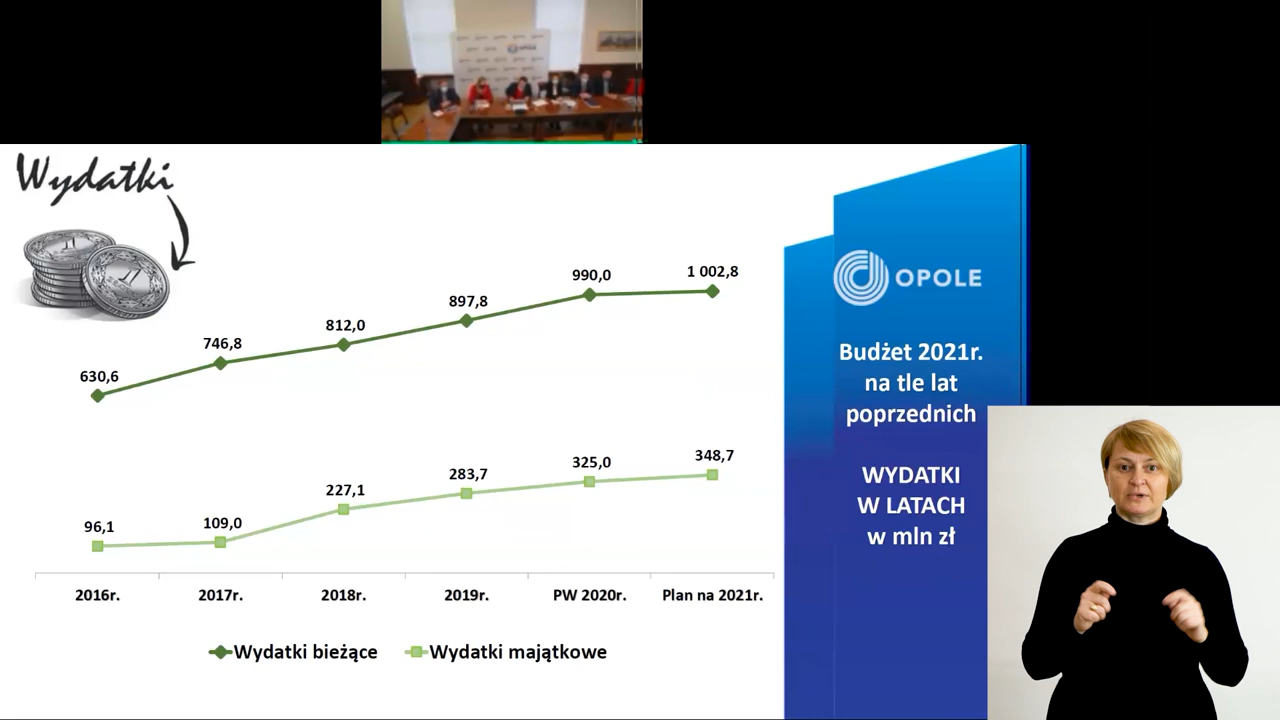 OPOLE
Wydatki
990,0
1 002,8
897,8
812,0
746,8
630,6
348,7
325,0
283,7
227,1
109,0
96,1
2016r.
2017r.
2018r.
2019r.
PW 2020r.
Plan na 2021r.
Wydatki bieżące
Wydatki majątkowe
OPOLE
Budżet 2021r.
na tle lat
poprzednich
WYDATKI
W LATACH
w mln zł